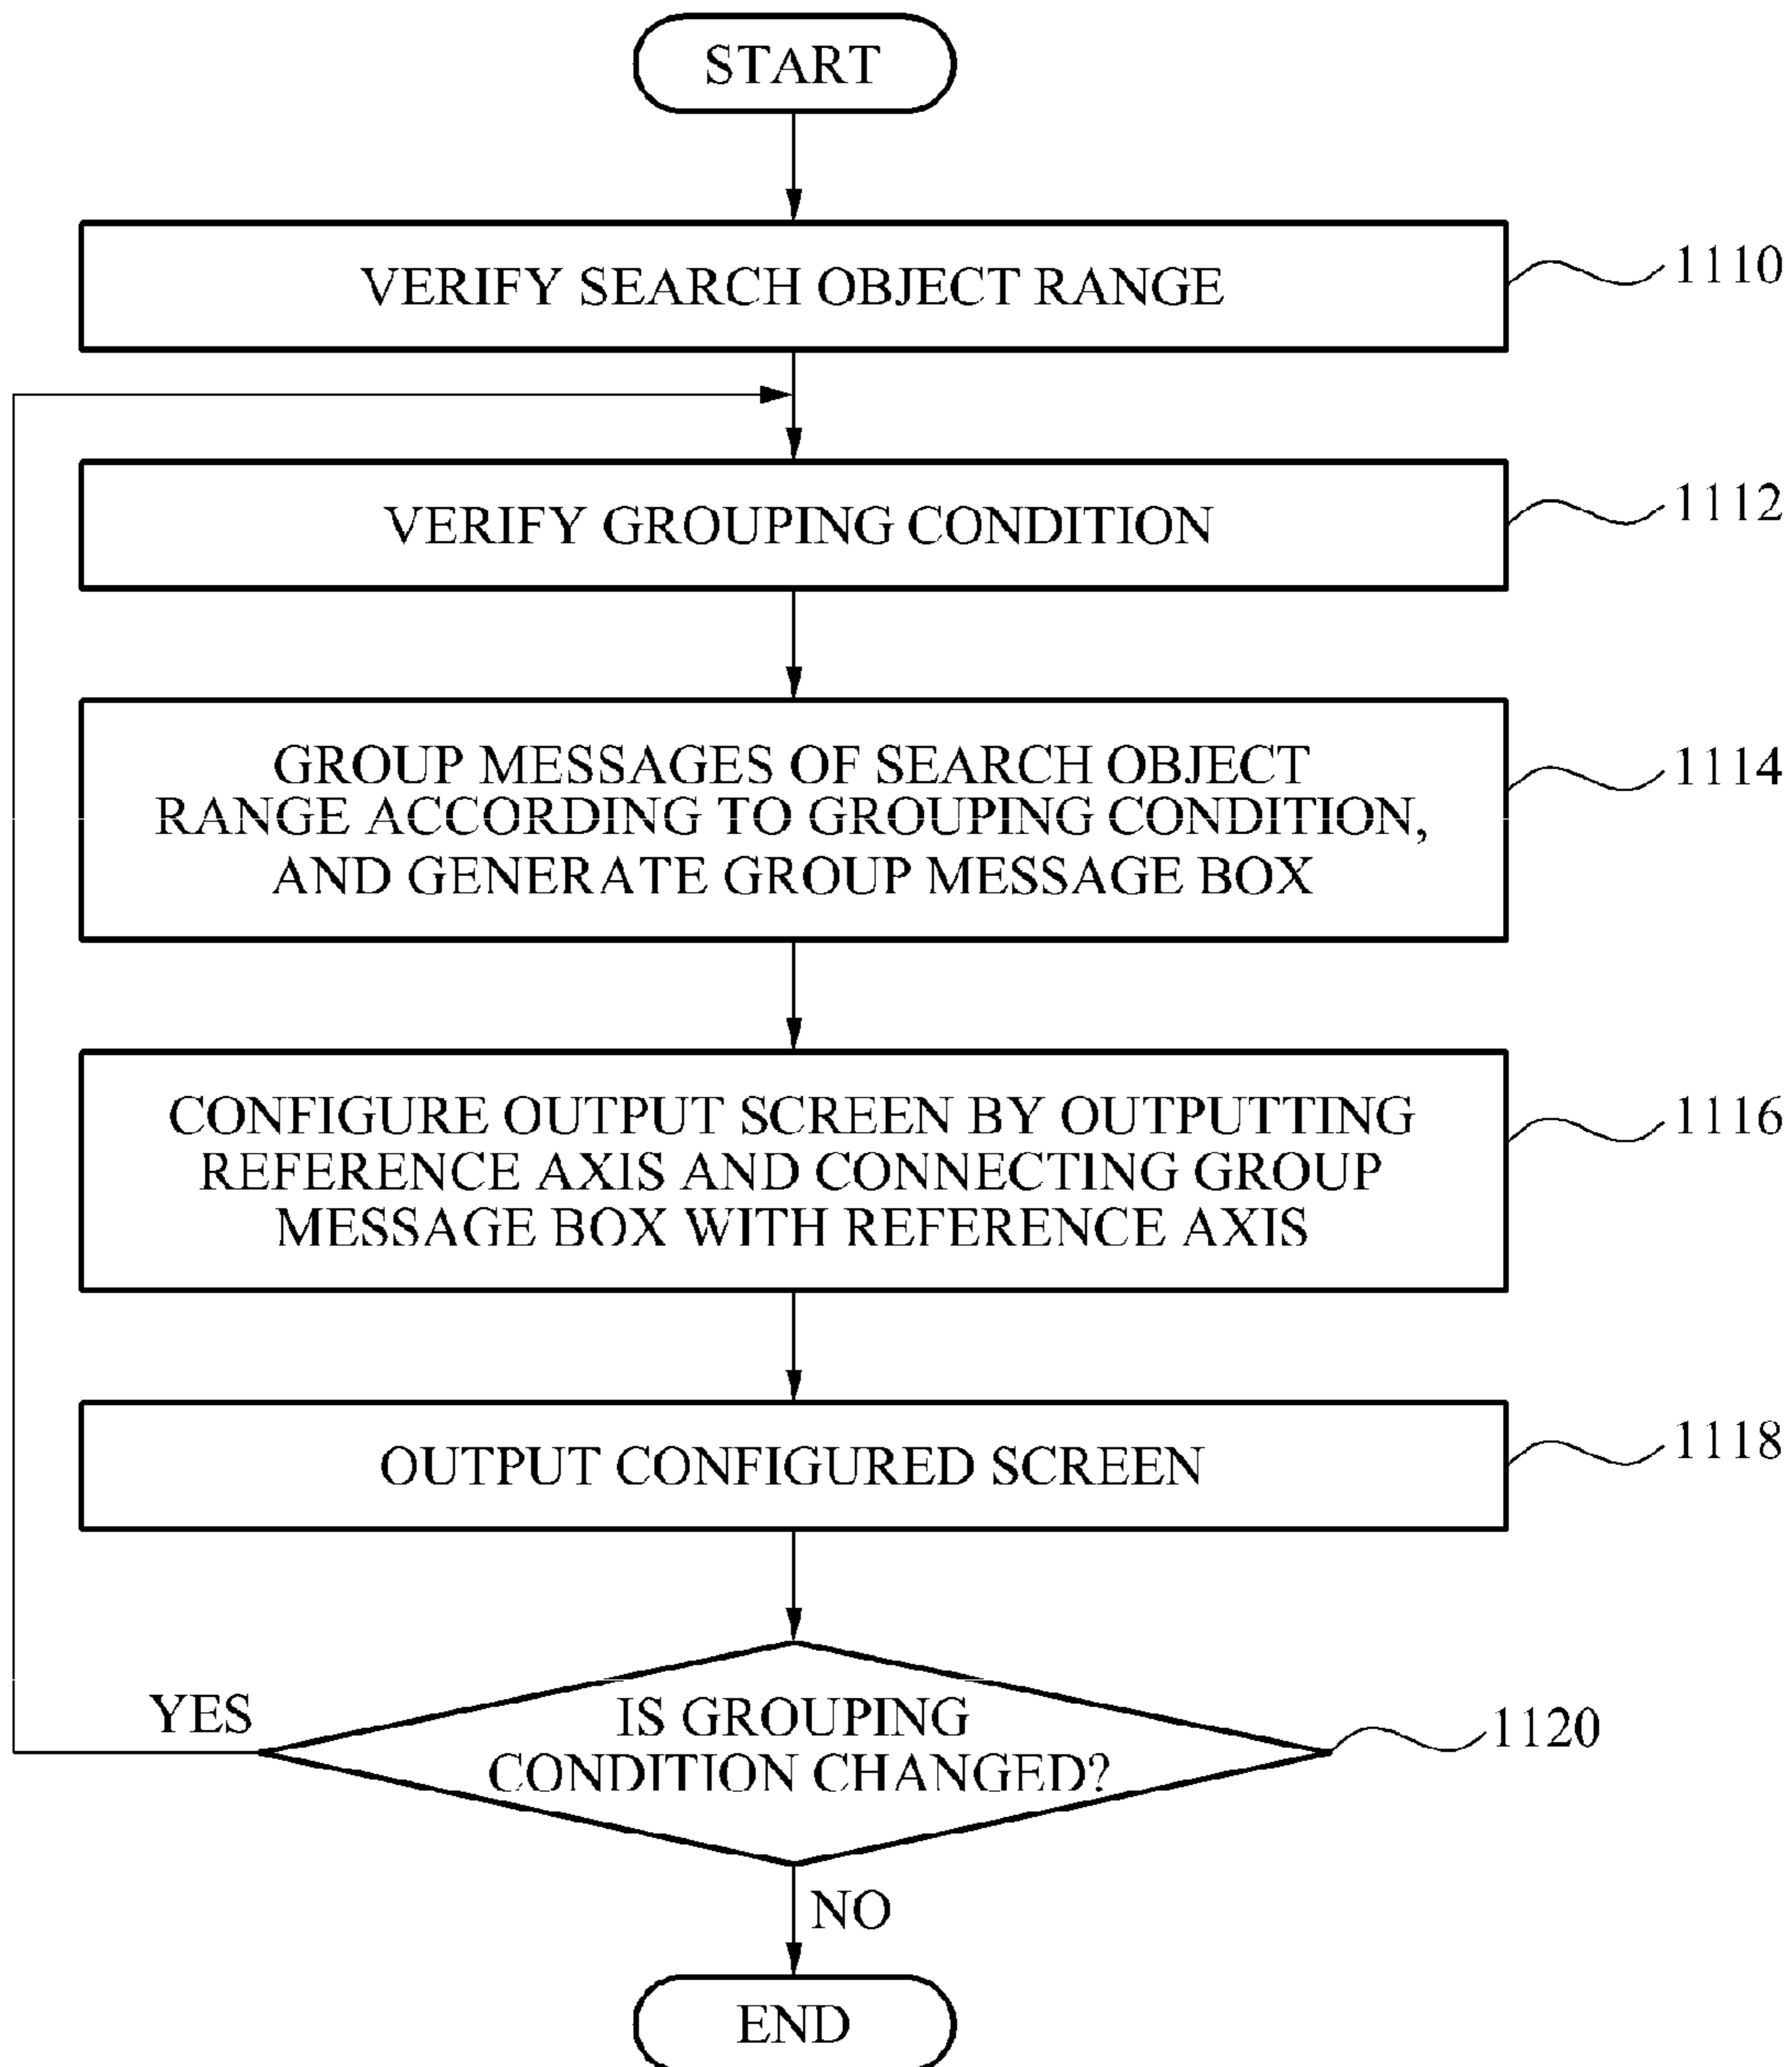 START
VERIFY SEARCH OBJECT RANGE
1110
VERIFY GROUPING CONDITION
1112
GROUP MESSAGES OF SEARCH OBJECT
RANGE ACCORDING TO GROUPING CONDITION,
AND GENERATE GROUP MESSAGE BOX
1114
CONFIGURE OUTPUT SCREEN BY OUTPUTTING
REFERENCE AXIS AND CONNECTING GROUP
MESSAGE BOX WITH REFERENCE AXIS
1116
OUTPUT CONFIGURED SCREEN
1118
YES
IS GROUPING
CONDITION CHANGED?
1120
NO
END